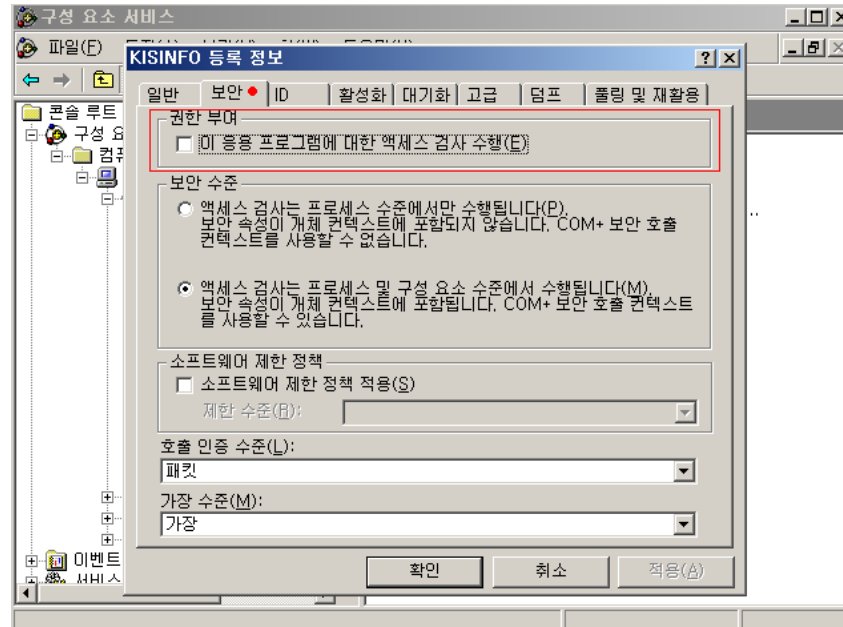 구성 요소 서비스
파일(F)
KISINFO 등록 정보
일반 보안 ID 활성화 대기화 고급 덤프 풀링 및 재활용
콘솔 루트
구성 요
컴퓨
권한 부여
이 응용 프로그램에 대한 액세스 검사 수행(E)
보안 수준
액세스 검사는 프로세스 수준에서만 수행됩니다(P).
보안 속성이 개체 컨텍스트에 포함되지 않습니다. COM+ 보안 호출
컨텍스트를 사용할 수 없습니다.
..
액세스 검사는 프로세스 및 구성 요소 수준에서 수행됩니다(M).
보안 속성이 개체 컨텍스트에 포함됩니다. COM+ 보안 호출 컨텍스트
를 사용할 수 있습니다.
소프트웨어 제한 정책
소프트웨어 제한 정책 적용(S)
제한 수준(R):
호출 인증 수준(L):
패킷
가장 수준(M):
가장
이벤트
서비스
확인 취소 적용(A)